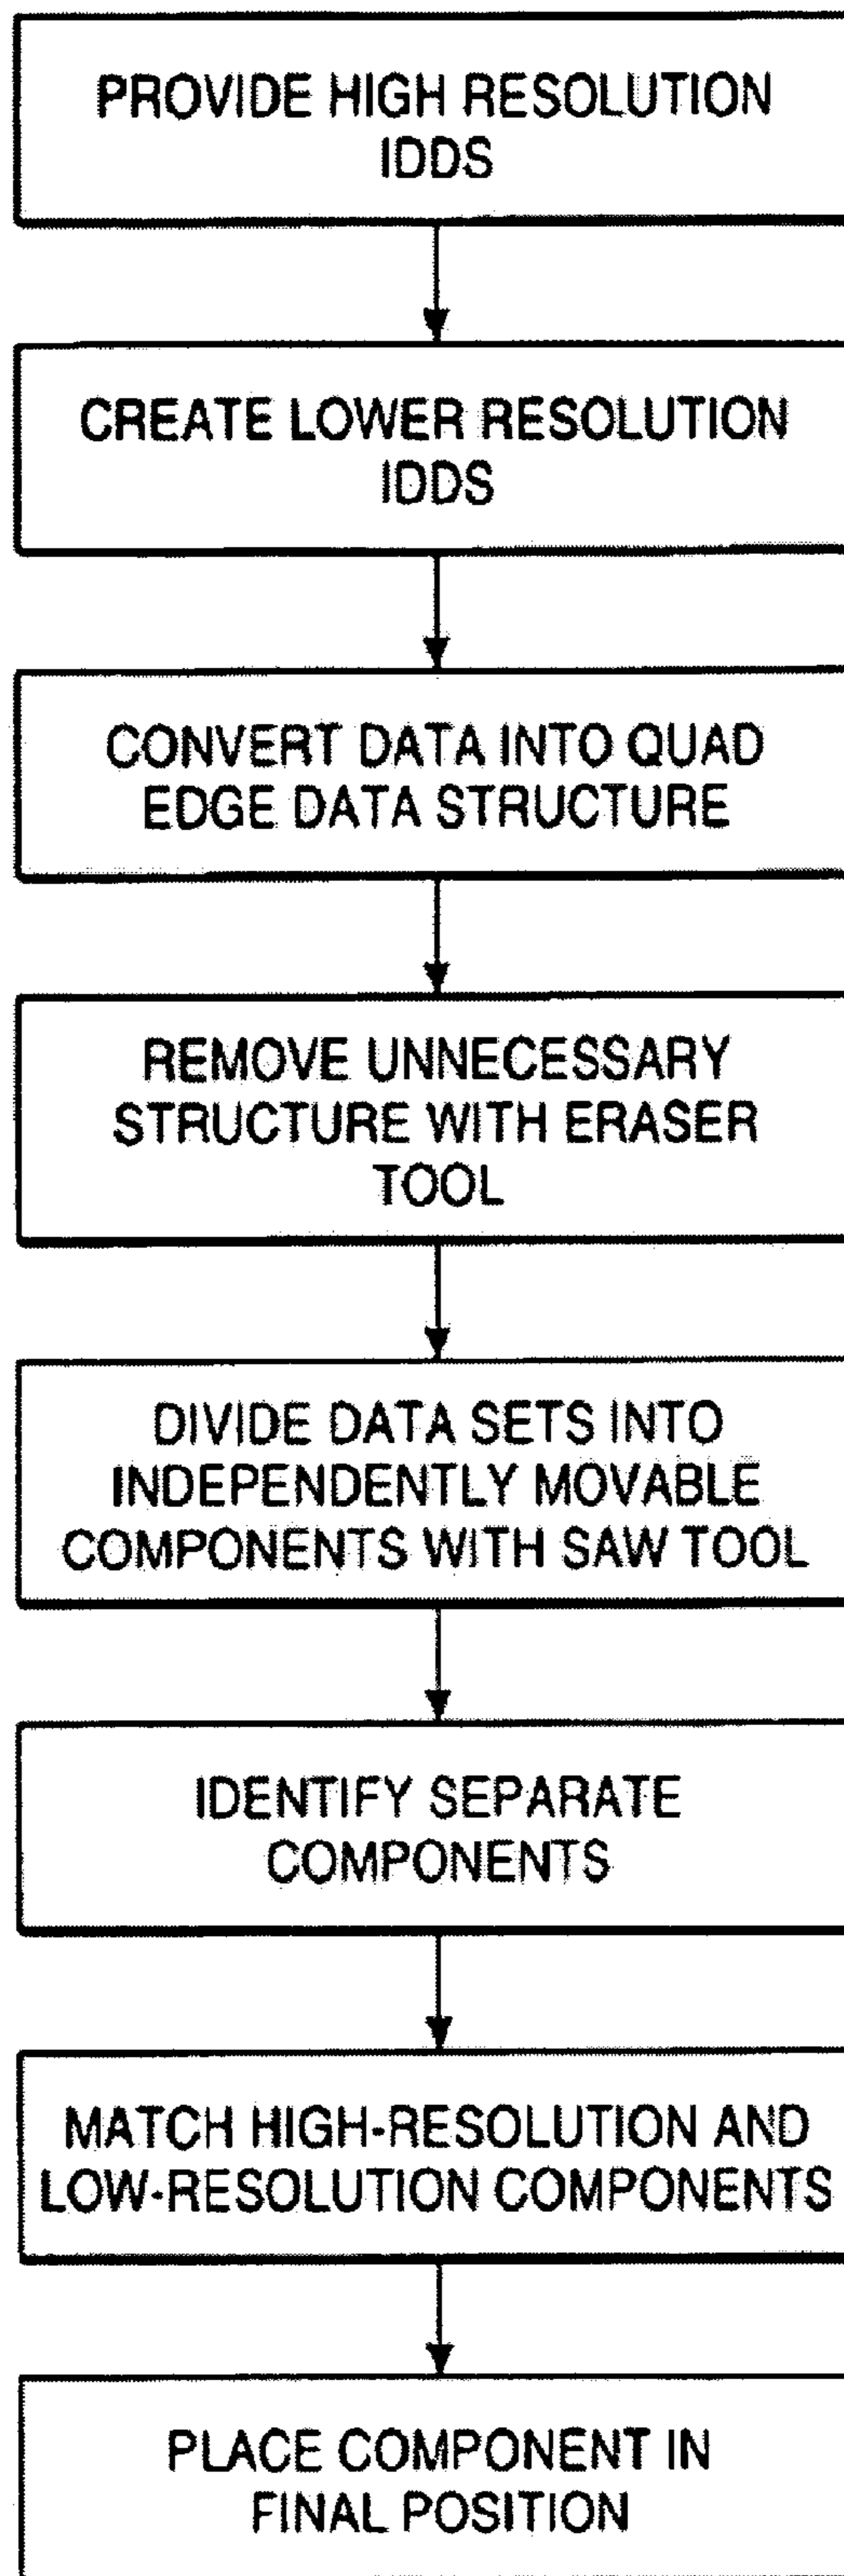 PROVIDE HIGH RESOLUTION
IDDS
CREATE LOWER RESOLUTION
IDDS
CONVERT DATA INTO QUAD
EDGE DATA STRUCTURE
REMOVE UNNECESSARY
STRUCTURE WITH ERASER
TOOL
DIVIDE DATA SETS INTO
INDEPENDENTLY MOVABLE
COMPONENTS WITH SAW TOOL
IDENTIFY SEPARATE
COMPONENTS
MATCH HIGH-RESOLUTION AND
LOW-RESOLUTION COMPONENTS
PLACE COMPONENT IN
FINAL POSITION